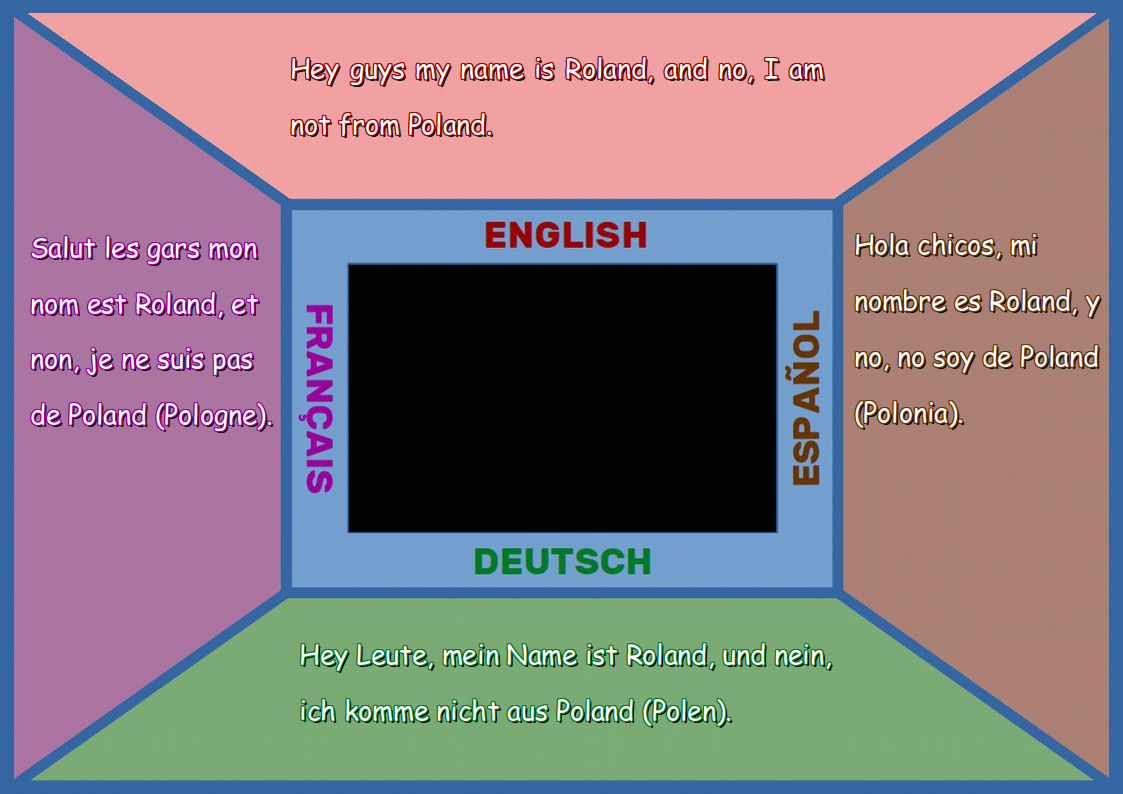 Hey guys my name is Roland, and no, I am
not from Poland.
Salut les gars mon
nom est Roland, et
non, je ne suis pas
de Poland (Pologne).
ENGLISH
FRANÇAIS
ESPAÑOL
DEUTSCH
Hola chicos, mi
nombre es Roland, y
no, no soy de Poland
(Polonia).
Hey Leute, mein Name ist Roland, und nein,
ich komme nicht aus Poland (Polen).